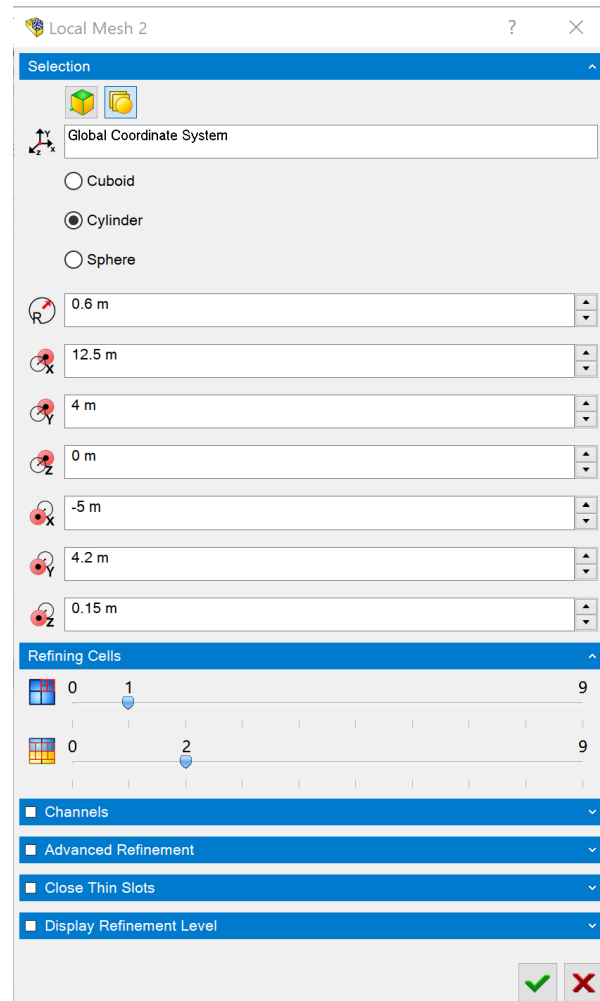 Local Mesh 2 ?
Selection
Y
Z X
Global Coordinate System
Cuboid
Cylinder
Sphere
R
0.6 m
X
12.5 m
Y
4 m
Z
0 m
X
-5 m
Y
4.2 m
Z
0.15 m
Refining Cells
0 1 9
0 2 9
Channels
Advanced Refinement
Close Thin Slots
Display Refinement Level